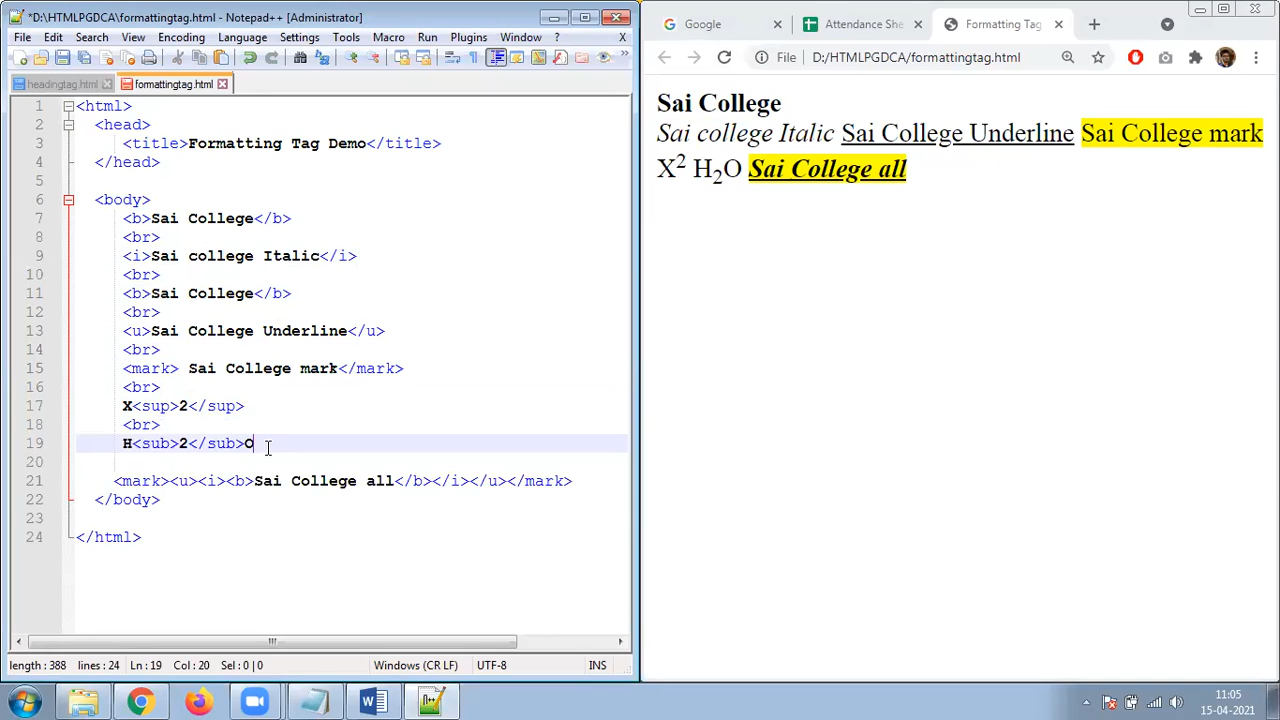 *D:\HTMLPGDCA\formattingtag.html - Notepad++ [Administrator]
File Edit Search View Encoding Language Settings Tools Macro Run Plugins Window ? X
headingtag.html formattingtag.html
1 <html>
2 <head>
3 <title>Formatting Tag Demo</title>
4 </head>
5
6 <body>
7 <b>Sai College</b>
8 <br>
9 <i>Sai college Italic</i>
10 <br>
11 <b>Sai College</b>
12 <br>
13 <u>Sai College Underline</u>
14 <br>
15 <mark> Sai College mark</mark>
16 <br>
17 X<sup>2</sup>
18 <br>
19 H<sub>2</sub>O
20
21 <mark><u><i><b>Sai College all</b></i></u></mark>
22 </body>
23
24 </html>
length : 388 lines : 24 Ln : 19 Col : 20 Sel : 0 | 0 Windows (CR LF) UTF-8 INS
Google Attendance She Formatting Tag
File D:/HTMLPGDCA/formattingtag.html
Sai College
Sai college Italic Sai College Underline Sai College mark
X2 H2O Sai College all
11:05
15-04-2021